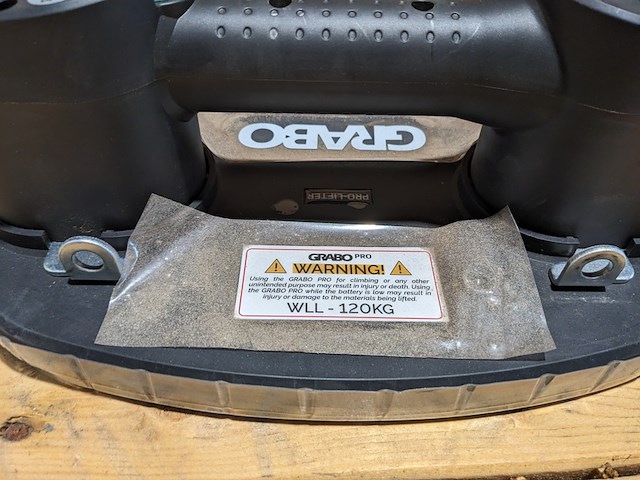 GRABO
PRO-LIFTER
GRABO PRO
WARNING!
Using the GRABO PRO for climbing or any other
unintended purpose may result in injury or death. Using
the GRABO PRO while the battery is low may result in
injury or damage to the materials being lifted.
WLL - 120KG